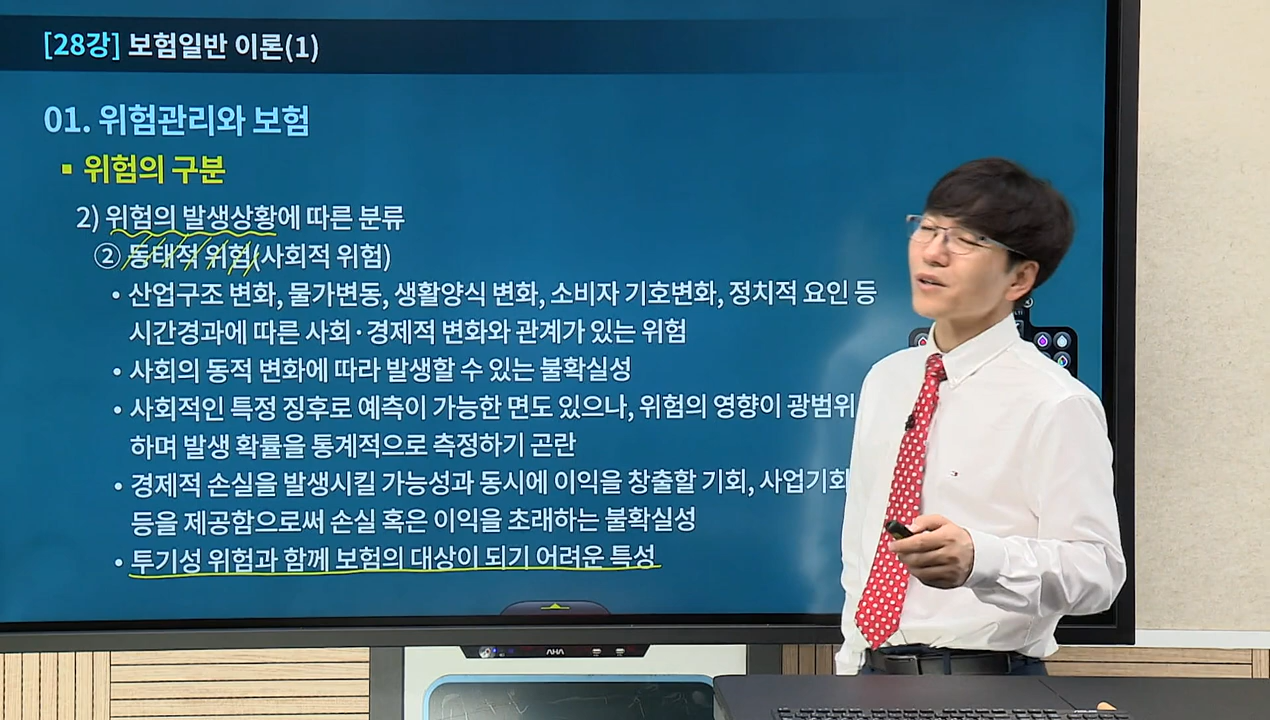 [28강] 보험일반 이론(1)
01. 위험관리와 보험
▪ 위험의 구분
2) 위험의 발생상황에 따른 분류
② 동태적 위험(사회적 위험)
• 산업구조 변화, 물가변동, 생활양식 변화, 소비자 기호변화, 정치적 요인 등
시간경과에 따른 사회·경제적 변화와 관계가 있는 위험
• 사회의 동적 변화에 따라 발생할 수 있는 불확실성
• 사회적인 특정 징후로 예측이 가능한 면도 있으나, 위험의 영향이 광범위
하며 발생 확률을 통계적으로 측정하기 곤란
• 경제적 손실을 발생시킬 가능성과 동시에 이익을 창출할 기회, 사업기회
등을 제공함으로써 손실 혹은 이익을 초래하는 불확실성
• 투기성 위험과 함께 보험의 대상이 되기 어려운 특성
AHA